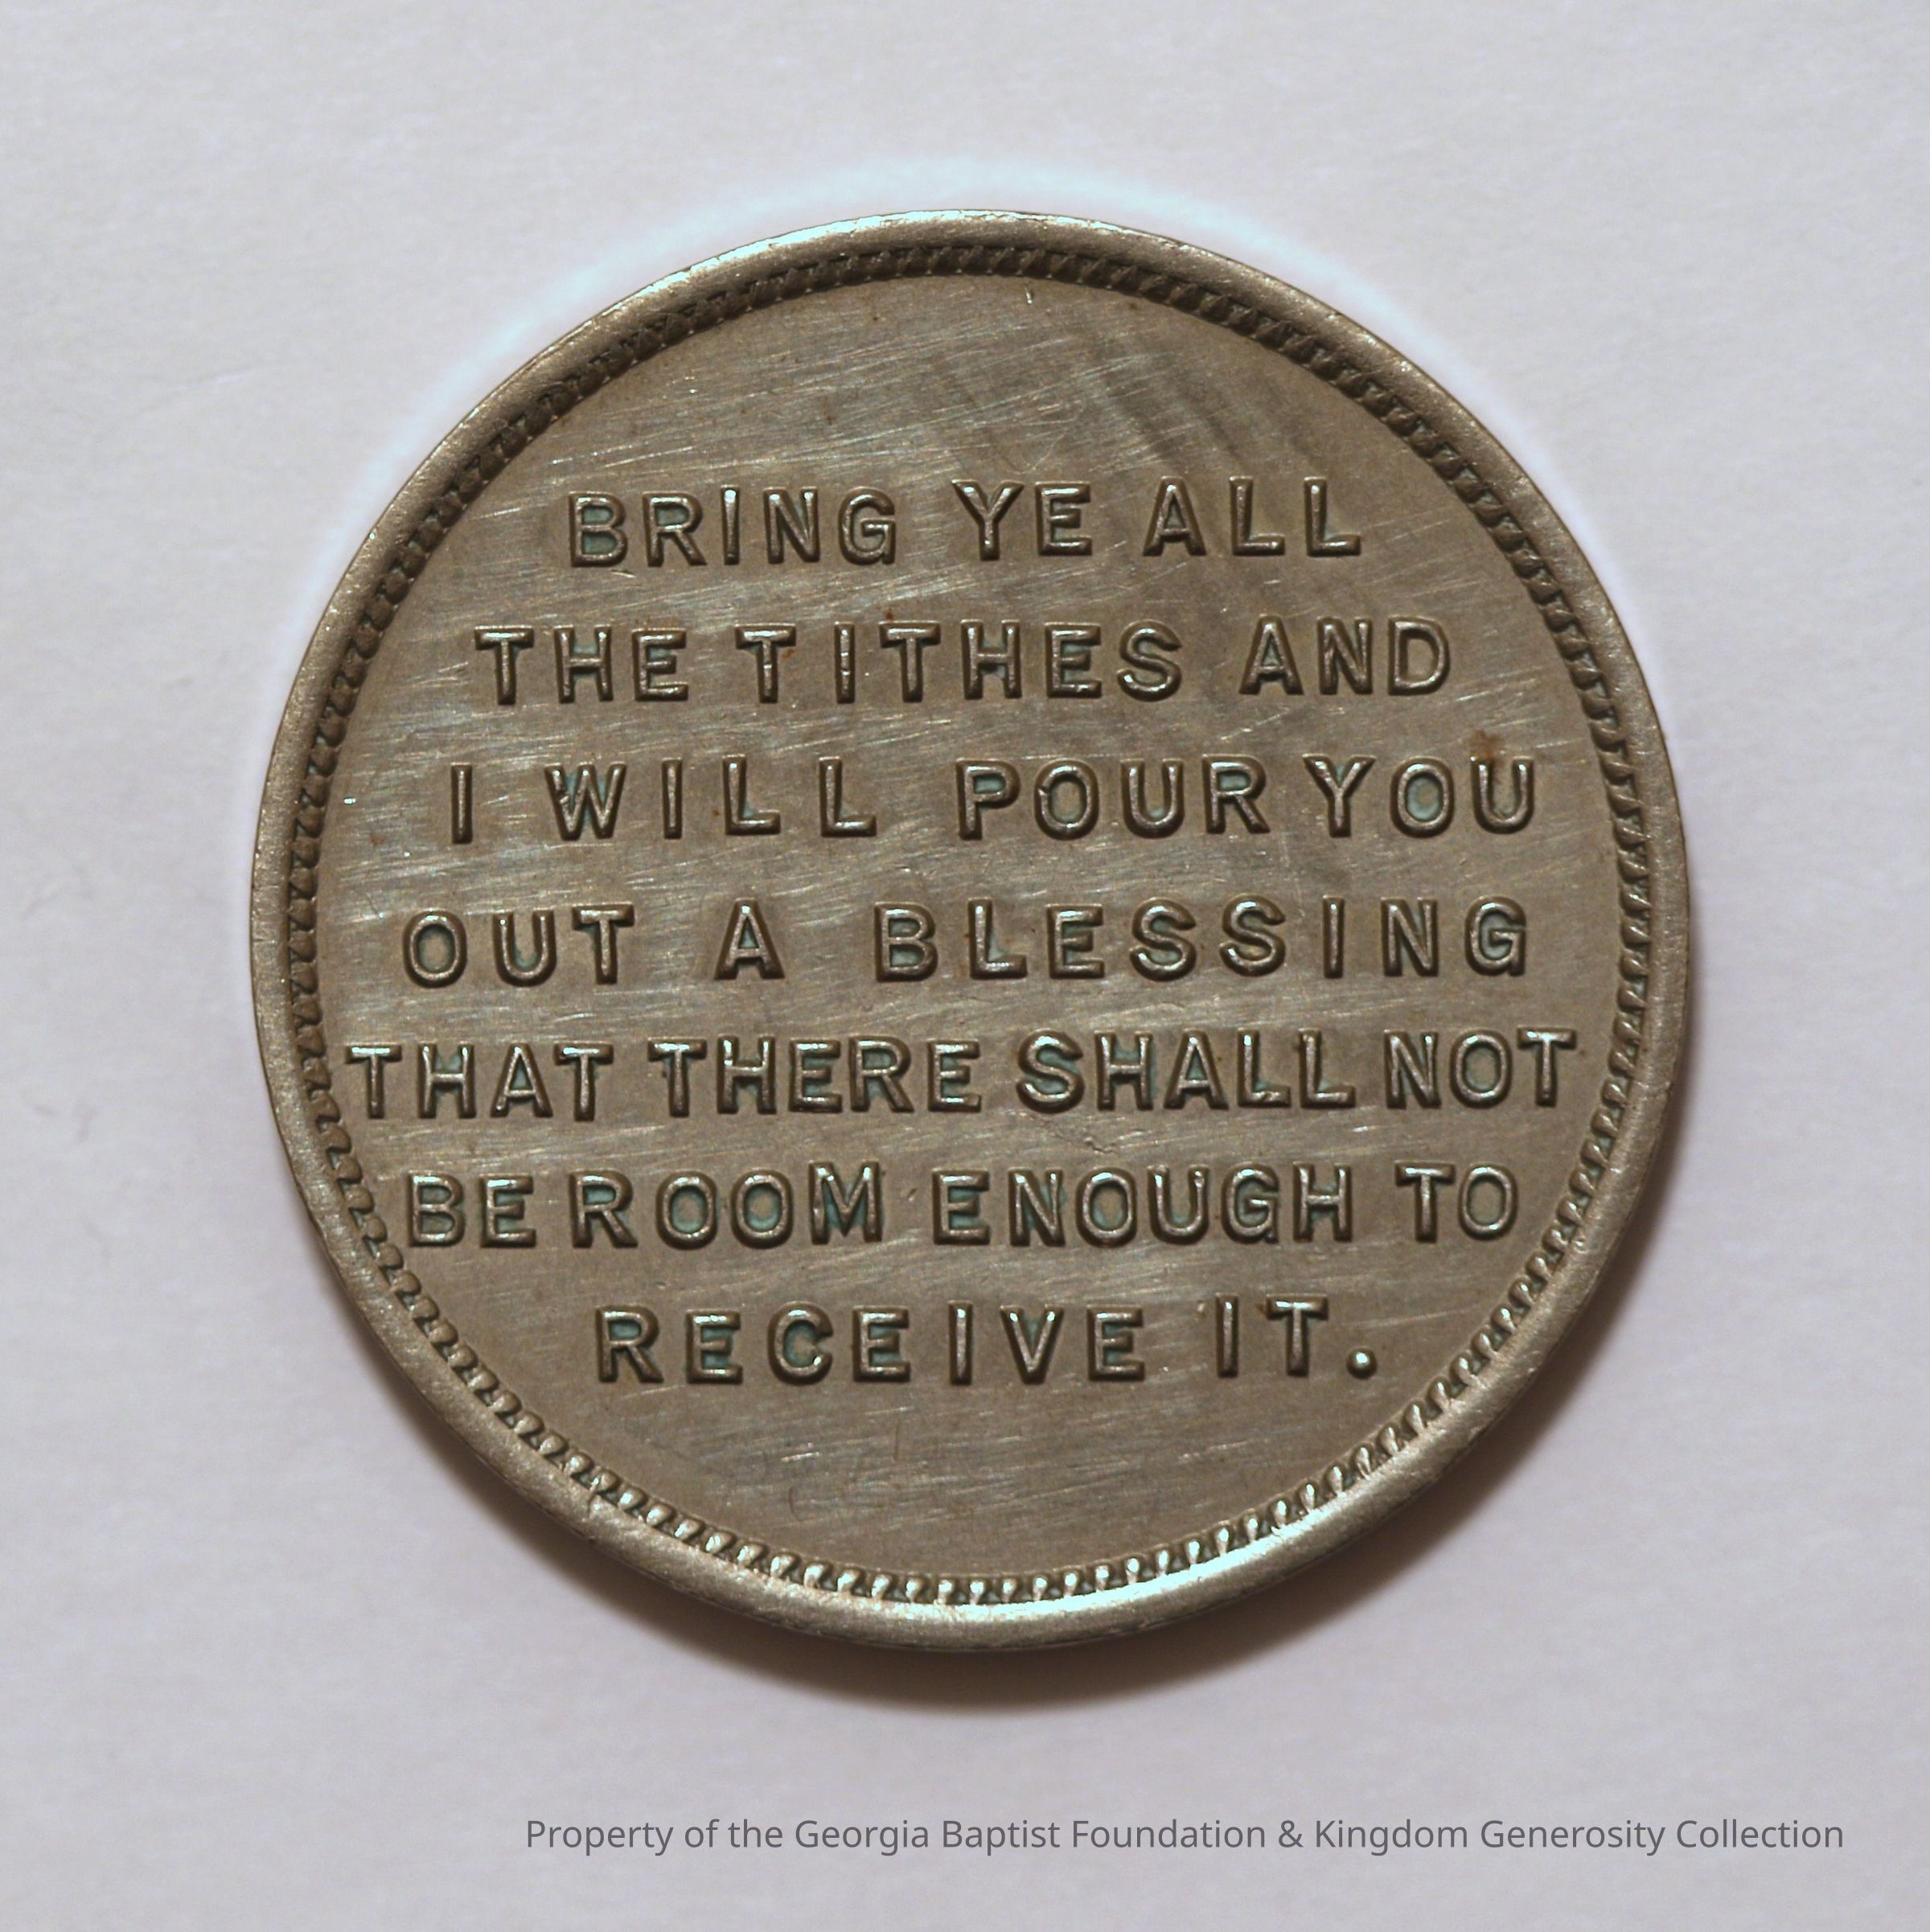 BRING YE ALL
THE TITHES AND
I WILL POUR YOU
OUT A BLESSING
THAT THERE SHALL NOT
BE ROOM ENOUGH TO
RECEIVE IT.
Property of the Georgia Baptist Foundation & Kingdom Generosity Collection